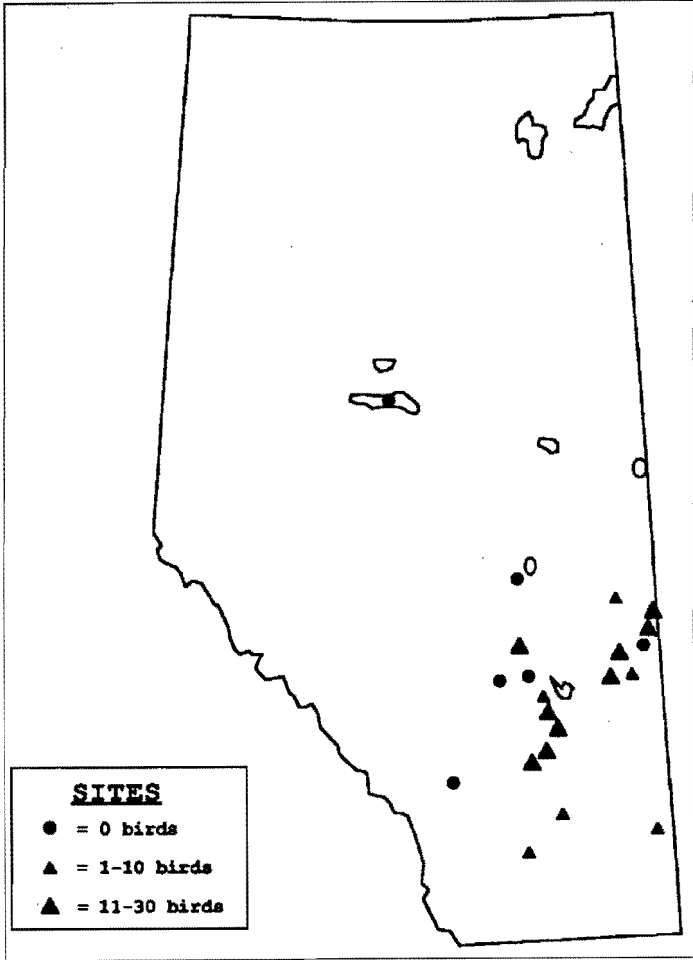 SITES
= 0 birds
= 1-10 birds
= 11-30 birds